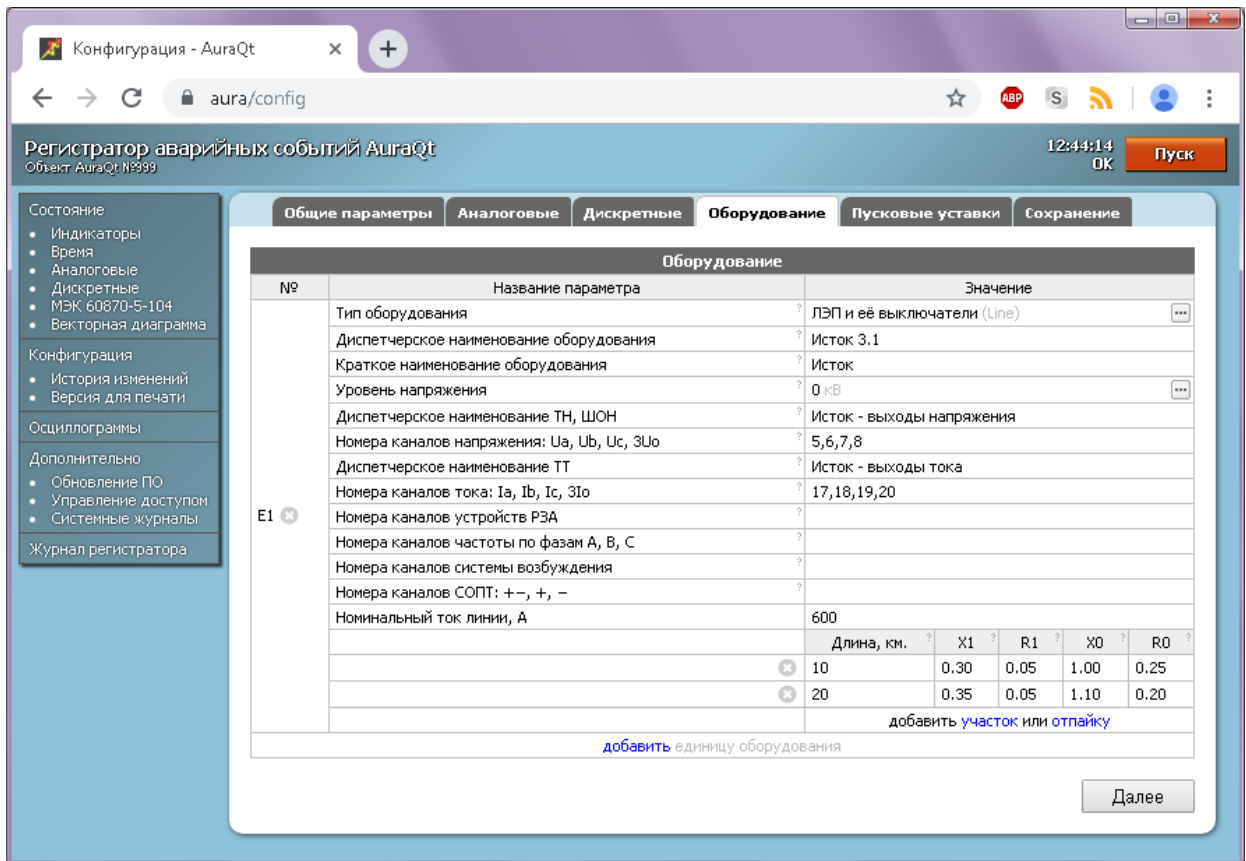 Конфигурация - AuraQt
aura/config
ABP
S
Регистратор аварийных событий AuraQt
Объект AuraQt №999
12:44:14
OK
Пуск
Состояние
Индикаторы
Время
Аналоговые
Дискретные
МЭК 60870-5-104
Векторная диаграмма
Конфигурация
История изменений
Версия для печати
Осциллограммы
Дополнительно
Обновление ПО
Управление доступом
Системные журналы
Журнал регистратора
Общие параметры Аналоговые Дискретные Оборудование Пусковые уставки Сохранение
Оборудование
№ Название параметра Значение
Тип оборудования ? ЛЭП и её выключатели (Line) ...
Диспетчерское наименование оборудования ? Исток 3.1
Краткое наименование оборудования ? Исток
Уровень напряжения ? 0 кВ ...
Диспетчерское наименование ТН, ШОН ? Исток - выходы напряжения
Номера каналов напряжения: Ua, Ub, Uc, 3Uo ? 5,6,7,8
Диспетчерское наименование ТТ ? Исток - выходы тока
Номера каналов тока: Ia, Ib, Ic, 3Io ? 17,18,19,20
E1
Номера каналов устройств РЗА ?
Номера каналов частоты по фазам A, B, C ?
Номера каналов системы возбуждения ?
Номера каналов СОПТ: +−, +, − ?
Номинальный ток линии, А 600
Длина, км. ? X1 ? R1 ? X0 ? R0 ?
10 0.30 0.05 1.00 0.25
20 0.35 0.05 1.10 0.20
добавить участок или отпайку
добавить единицу оборудования
Далее